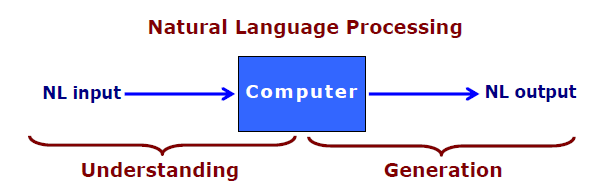 Natural Language Processing
NL input
Computer
NL output
Understanding
Generation